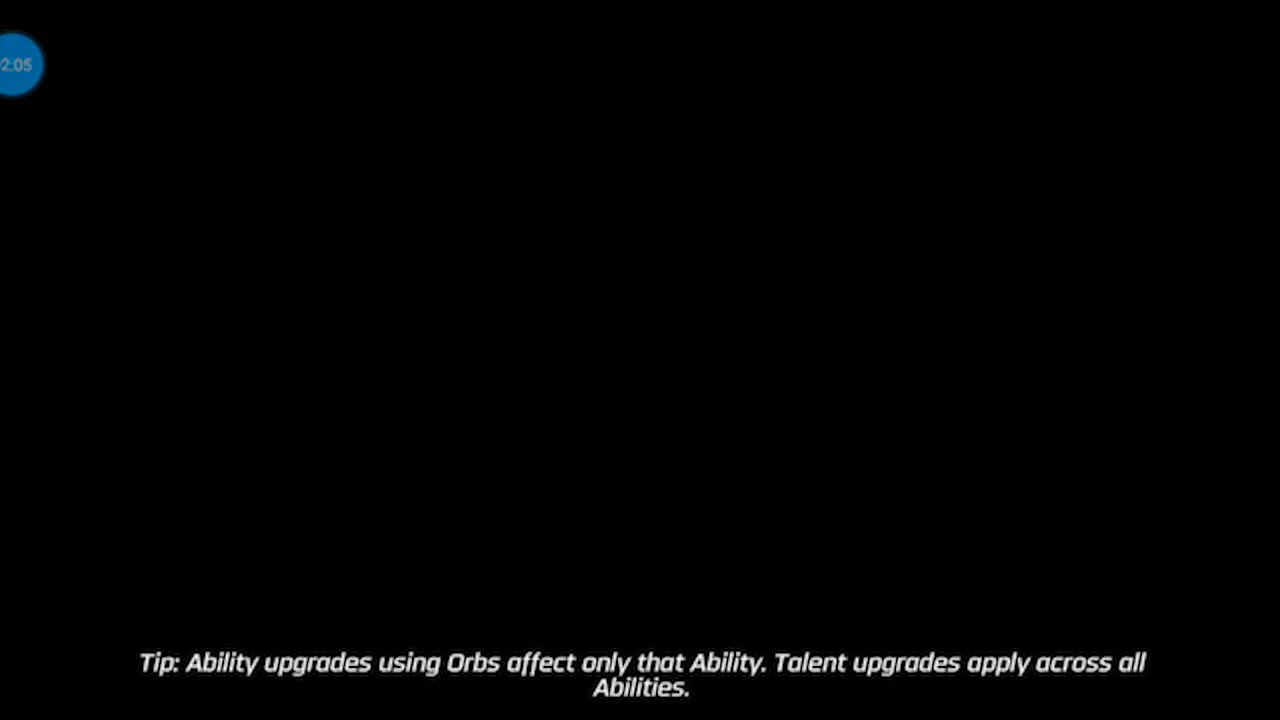 2:05
Tip: Ability upgrades using Orbs affect only that Ability. Talent upgrades apply across all
Abilities.